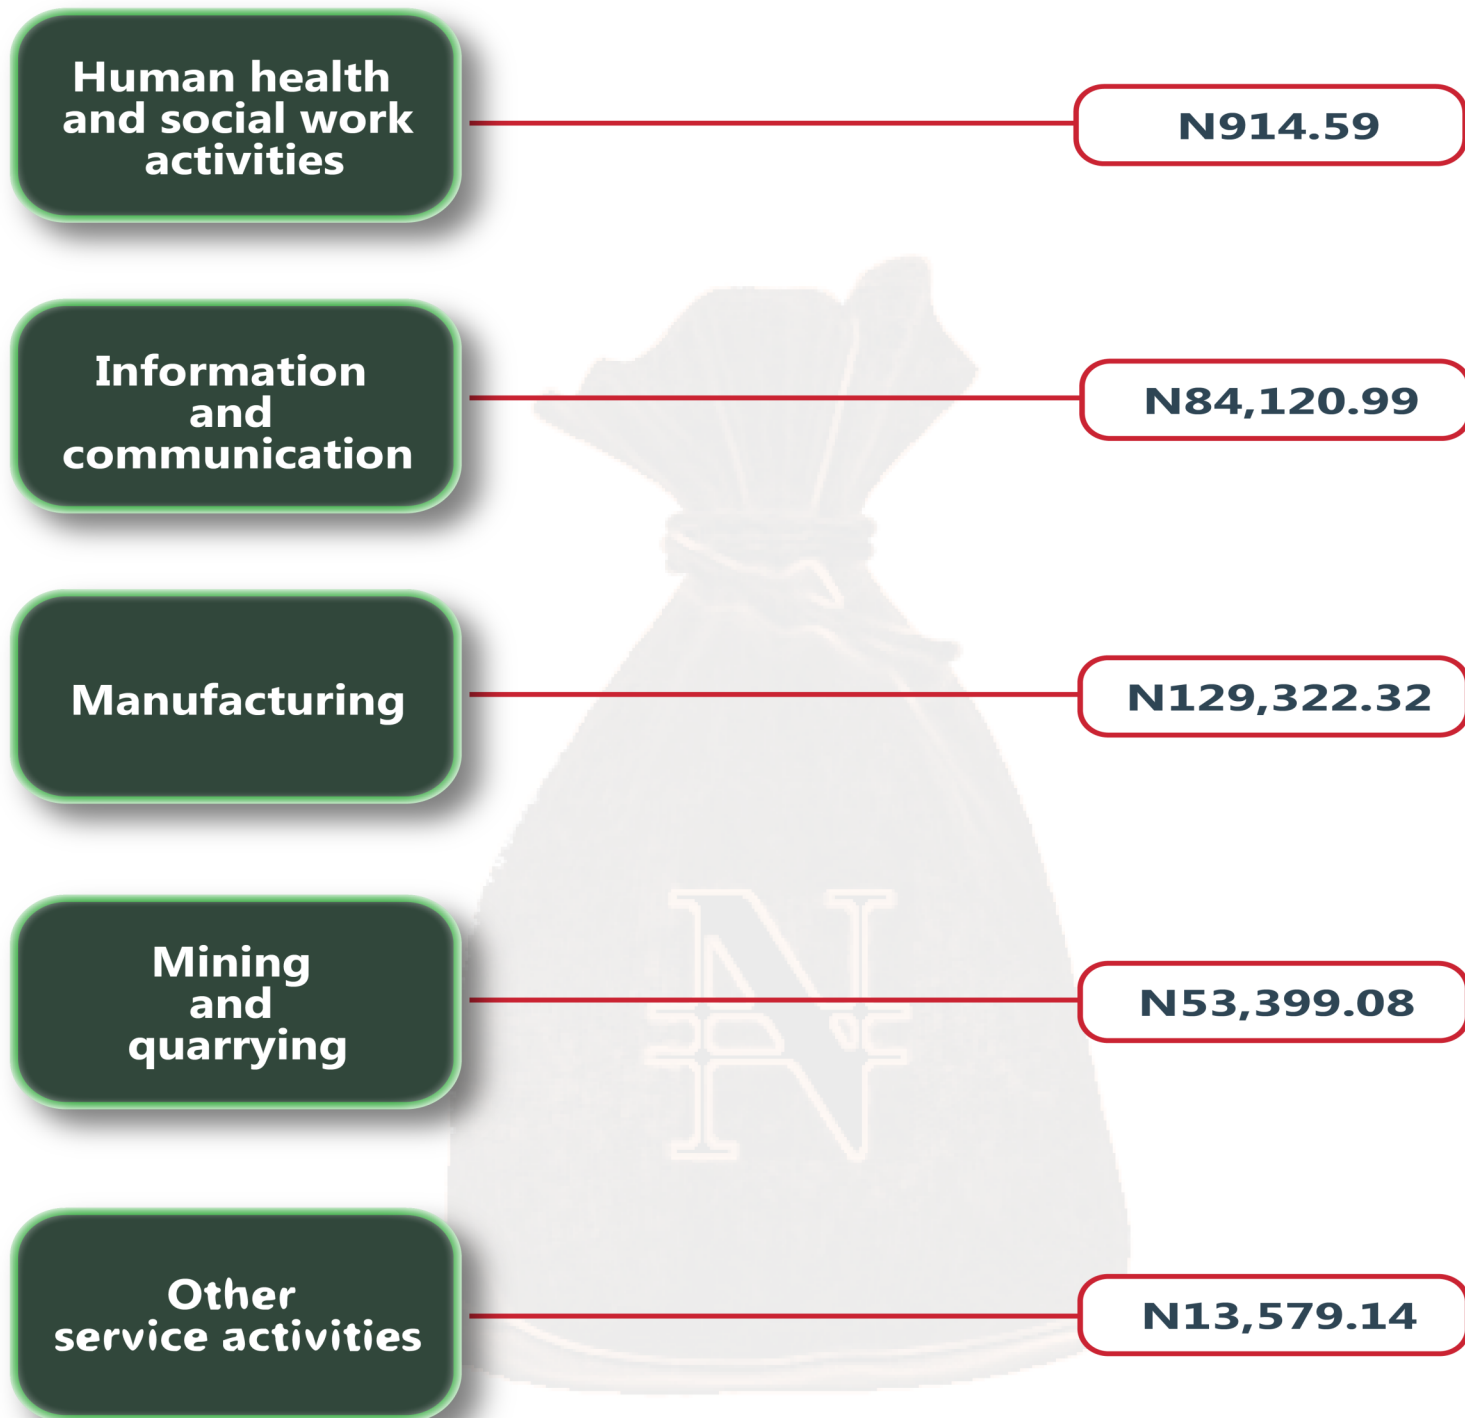 Human health
and social work
activities
N914.59
Information
and
communication
N84,120.99
Manufacturing
N129,322.32
Mining
and
quarrying
N53,399.08
Other
service activities
N13,579.14
₦